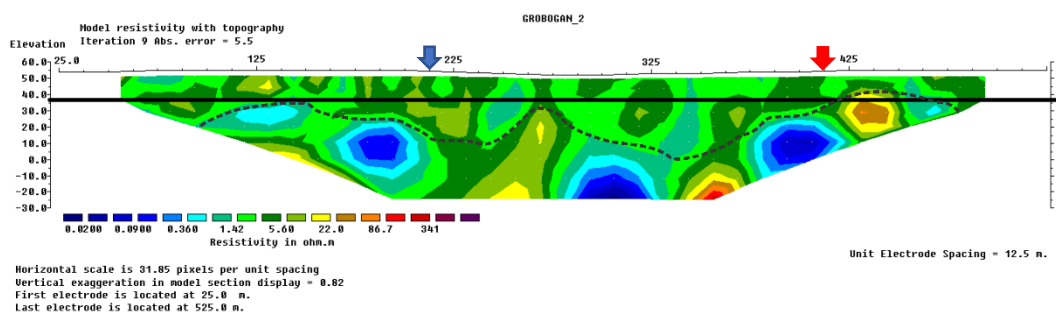 GROBOGAN_2
Model resistivity with topography
Iteration 9 Abs. error = 5.5
Elevation
60.0 25.0 125 225 325 425
50.0
40.0
30.0
20.0
10.0
0.0
-10.0
-20.0
-30.0
0.0200 0.0900 0.360 1.42 5.60 22.0 86.7 341
Resistivity in ohm.m
Unit Electrode Spacing = 12.5 m.
Horizontal scale is 31.85 pixels per unit spacing
Vertical exaggeration in model section display = 0.82
First electrode is located at 25.0 m.
Last electrode is located at 525.0 m.